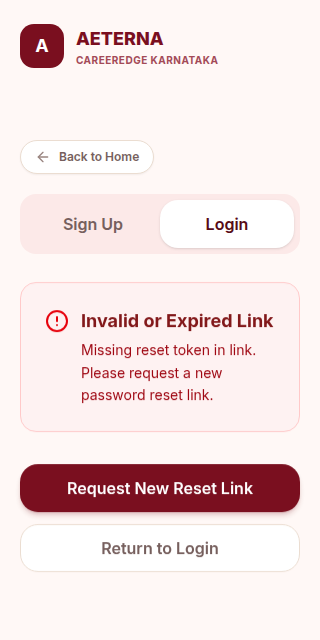 A
AETERNA
CAREEREDGE KARNATAKA
Back to Home
Sign Up
Login
Invalid or Expired Link
Missing reset token in link.
Please request a new
password reset link.
Request New Reset Link
Return to Login